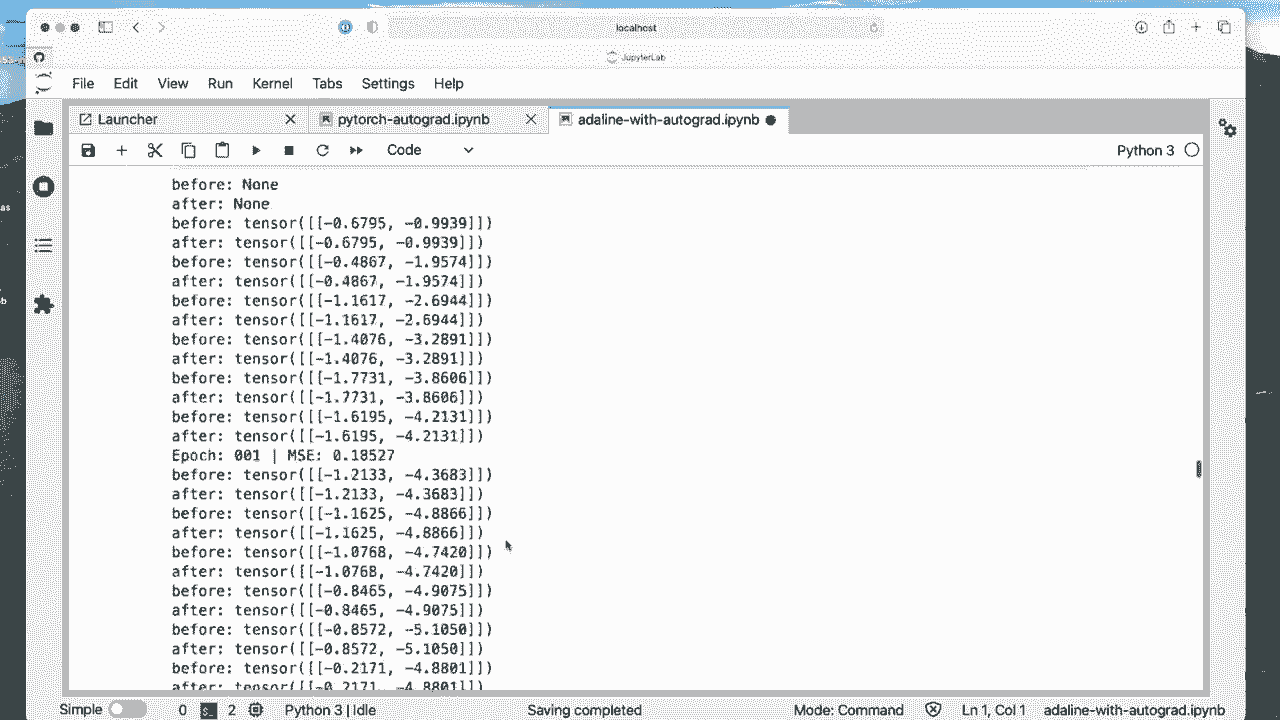 localhost
JupyterLab
File Edit View Run Kernel Tabs Settings Help
Launcher pytorch-autograd.ipynb adaline-with-autograd.ipynb
Code Python 3
before: None
after: None
before: tensor([[-0.6795, -0.9939]])
after: tensor([[-0.6795, -0.9939]])
before: tensor([[-0.4867, -1.9574]])
after: tensor([[-0.4867, -1.9574]])
before: tensor([[-1.1617, -2.6944]])
after: tensor([[-1.1617, -2.6944]])
before: tensor([[-1.4076, -3.2891]])
after: tensor([[-1.4076, -3.2891]])
before: tensor([[-1.7731, -3.8606]])
after: tensor([[-1.7731, -3.8606]])
before: tensor([[-1.6195, -4.2131]])
after: tensor([[-1.6195, -4.2131]])
Epoch: 001 | MSE: 0.18527
before: tensor([[-1.2133, -4.3683]])
after: tensor([[-1.2133, -4.3683]])
before: tensor([[-1.1625, -4.8866]])
after: tensor([[-1.1625, -4.8866]])
before: tensor([[-1.0768, -4.7420]])
after: tensor([[-1.0768, -4.7420]])
before: tensor([[-0.8465, -4.9075]])
after: tensor([[-0.8465, -4.9075]])
before: tensor([[-0.8572, -5.1050]])
after: tensor([[-0.8572, -5.1050]])
before: tensor([[-0.2171, -4.8801]])
after: tensor([[-0.2171, -4.8801]])
Simple 0 2 Python 3 | Idle Saving completed Mode: Command Ln 1, Col 1 adaline-with-autograd.ipynb